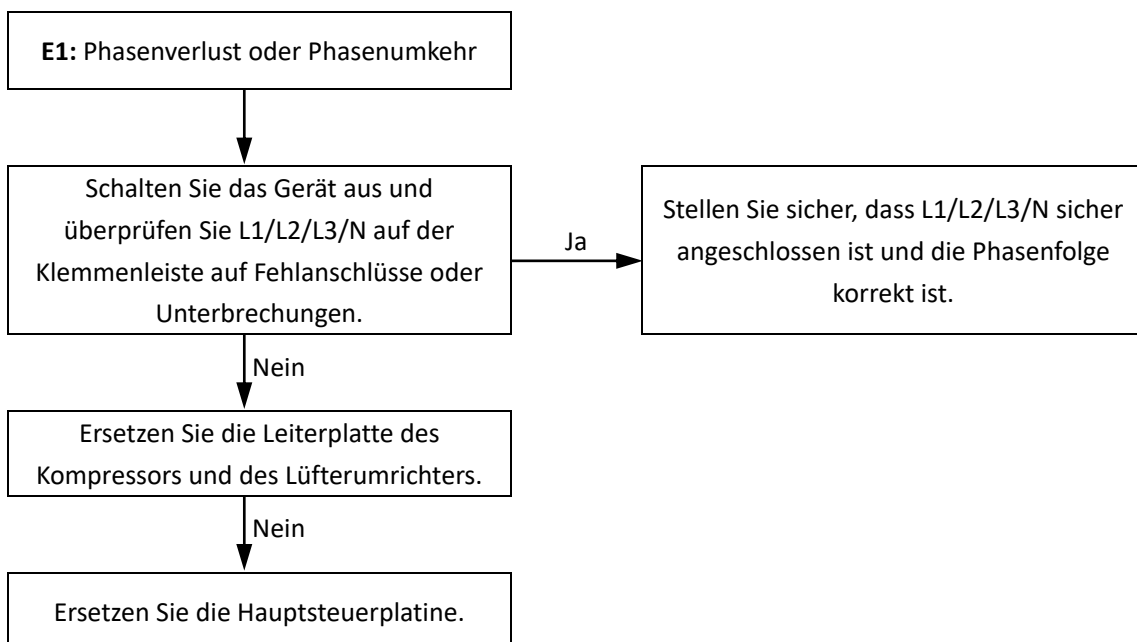 E1: Phasenverlust oder Phasenumkehr
Schalten Sie das Gerät aus und
überprüfen Sie L1/L2/L3/N auf der
Klemmenleiste auf Fehlanschlüsse oder
Unterbrechungen.
Ja
Stellen Sie sicher, dass L1/L2/L3/N sicher
angeschlossen ist und die Phasenfolge
korrekt ist.
Nein
Ersetzen Sie die Leiterplatte des
Kompressors und des Lüfterumrichters.
Nein
Ersetzen Sie die Hauptsteuerplatine.